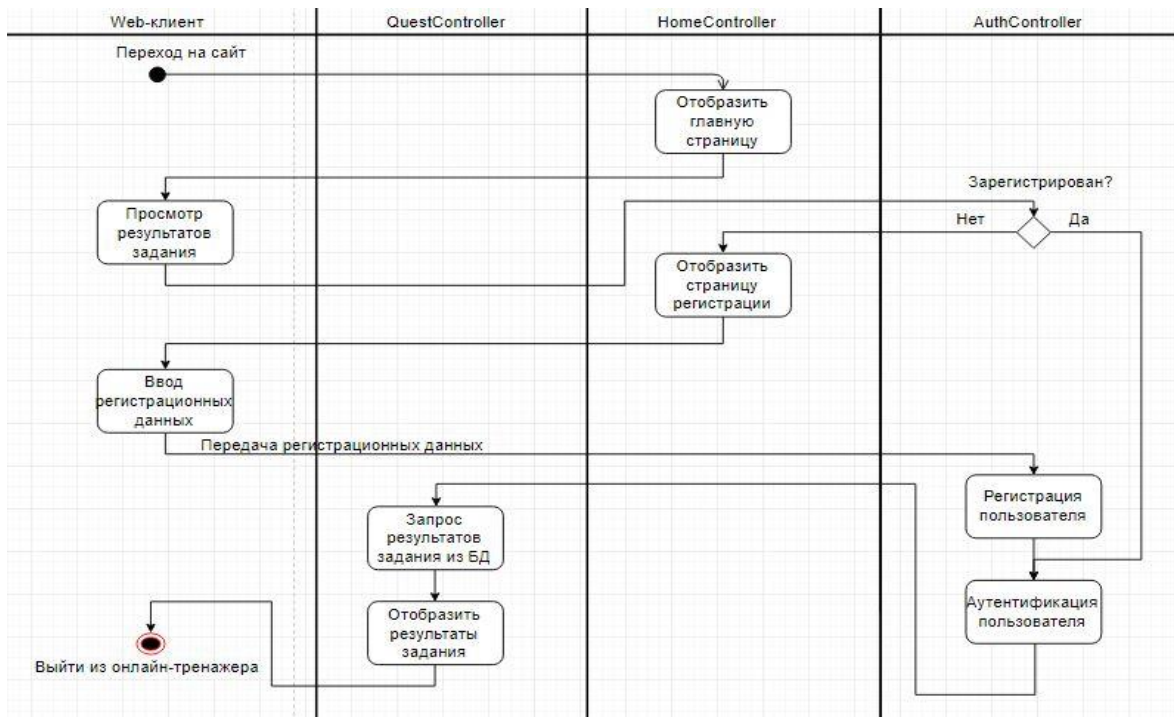 Web-клиент
QuestController
HomeController
AuthController
Переход на сайт
Отобразить
главную
страницу
Просмотр
результатов
задания
Зарегистрирован?
Нет
Да
Отобразить
страницу
регистрации
Ввод
регистрационных
данных
Передача регистрационных данных
Регистрация
пользователя
Запрос
результатов
задания из БД
Аутентификация
пользователя
Отобразить
результаты
задания
Выйти из онлайн-тренажера